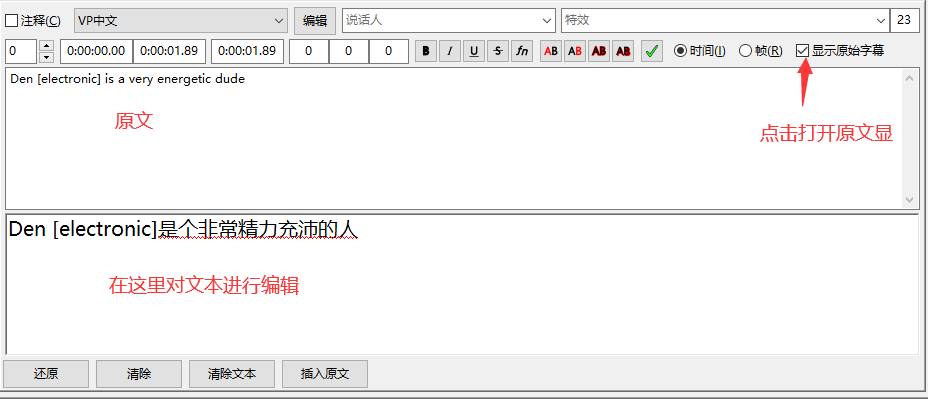 注释(C) VP中文 编辑 说话人 特效 23
0 0:00:00.00 0:00:01.89 0:00:01.89 0 0 0 B I U S fn AB AB AB AB 时间(I) 帧(R) 显示原始字幕
Den [electronic] is a very energetic dude
原文
点击打开原文显
Den [electronic]是个非常精力充沛的人
在这里对文本进行编辑
还原 清除 清除文本 插入原文